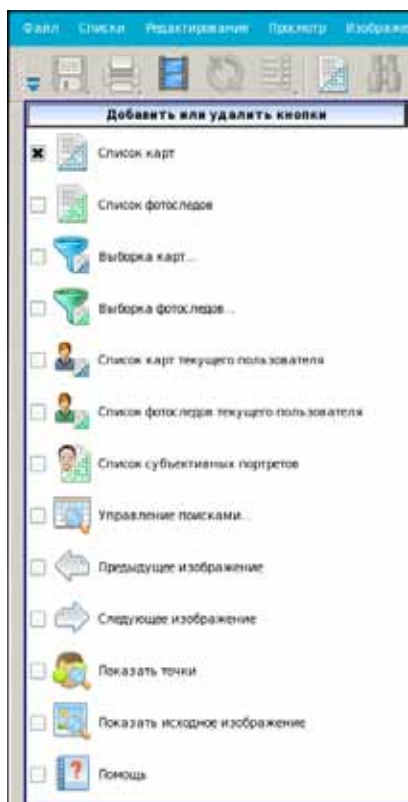 Файл Списки Редактирование Просмотр Изображе
Добавить или удалить кнопки
Список карт
Список фотоследов
Выборка карт...
Выборка фотоследов...
Список карт текущего пользователя
Список фотоследов текущего пользователя
Список субъективных портретов
Управление поисками...
Предыдущее изображение
Следующее изображение
Показать точки
Показать исходное изображение
Помощь